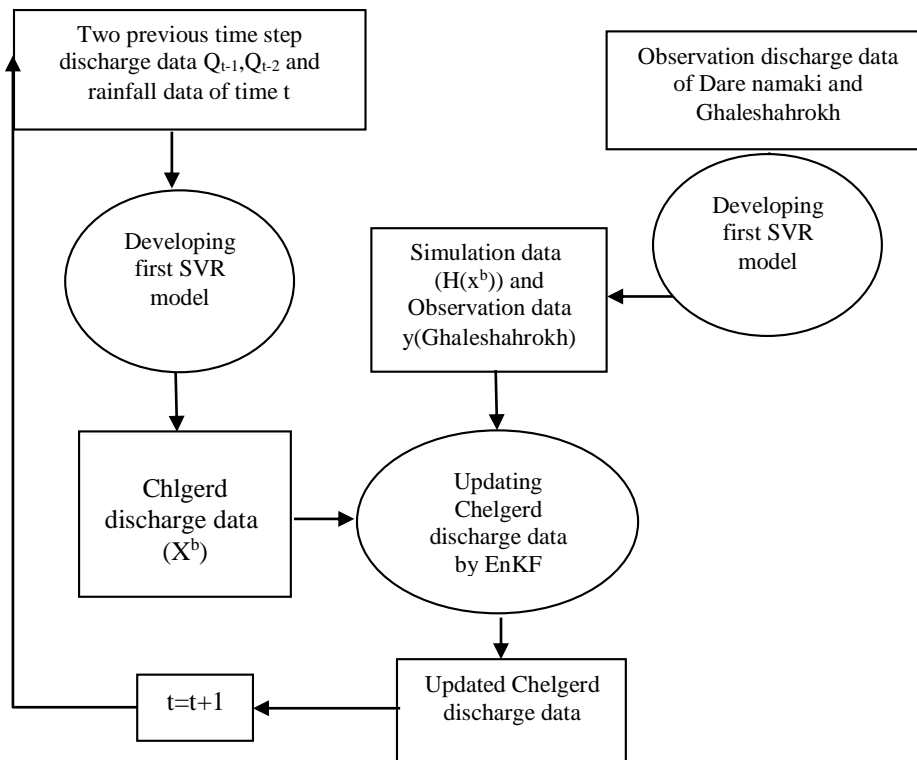 Two previous time step
discharge data Qt-1,Qt-2 and
rainfall data of time t
Observation discharge data
of Dare namaki and
Ghaleshahrokh
Developing
first SVR
model
Developing
first SVR
model
Simulation data
(H(xᵇ)) and
Observation data
y(Ghaleshahrokh)
Chlgerd
discharge data
(Xᵇ)
Updating
Chelgerd
discharge data
by EnKF
Updated Chelgerd
discharge data
t=t+1